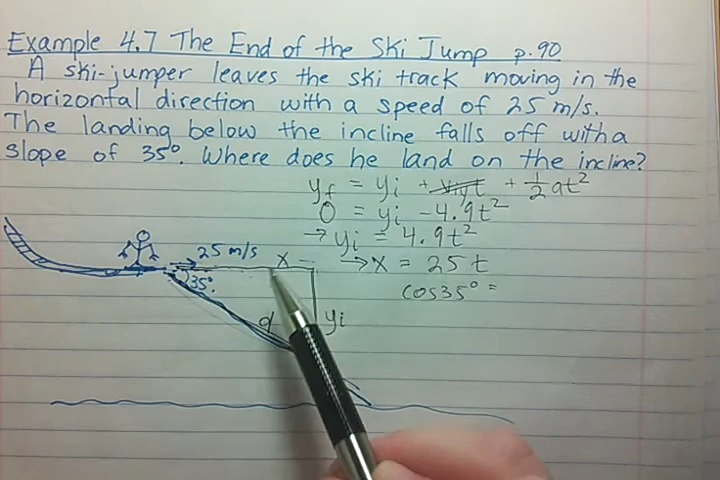 Example 4.7 The End of the Ski Jump p.90
A ski-jumper leaves the ski track moving in the
horizontal direction with a speed of 25 m/s.
The landing below the incline falls off with a
slope of 35°. Where does he land on the incline?
yf = yi + viyt + ½at²
0 = yi - 4.9t²
→ yi = 4.9t²
25 m/s x → x = 25t
35° cos35° =
d yi